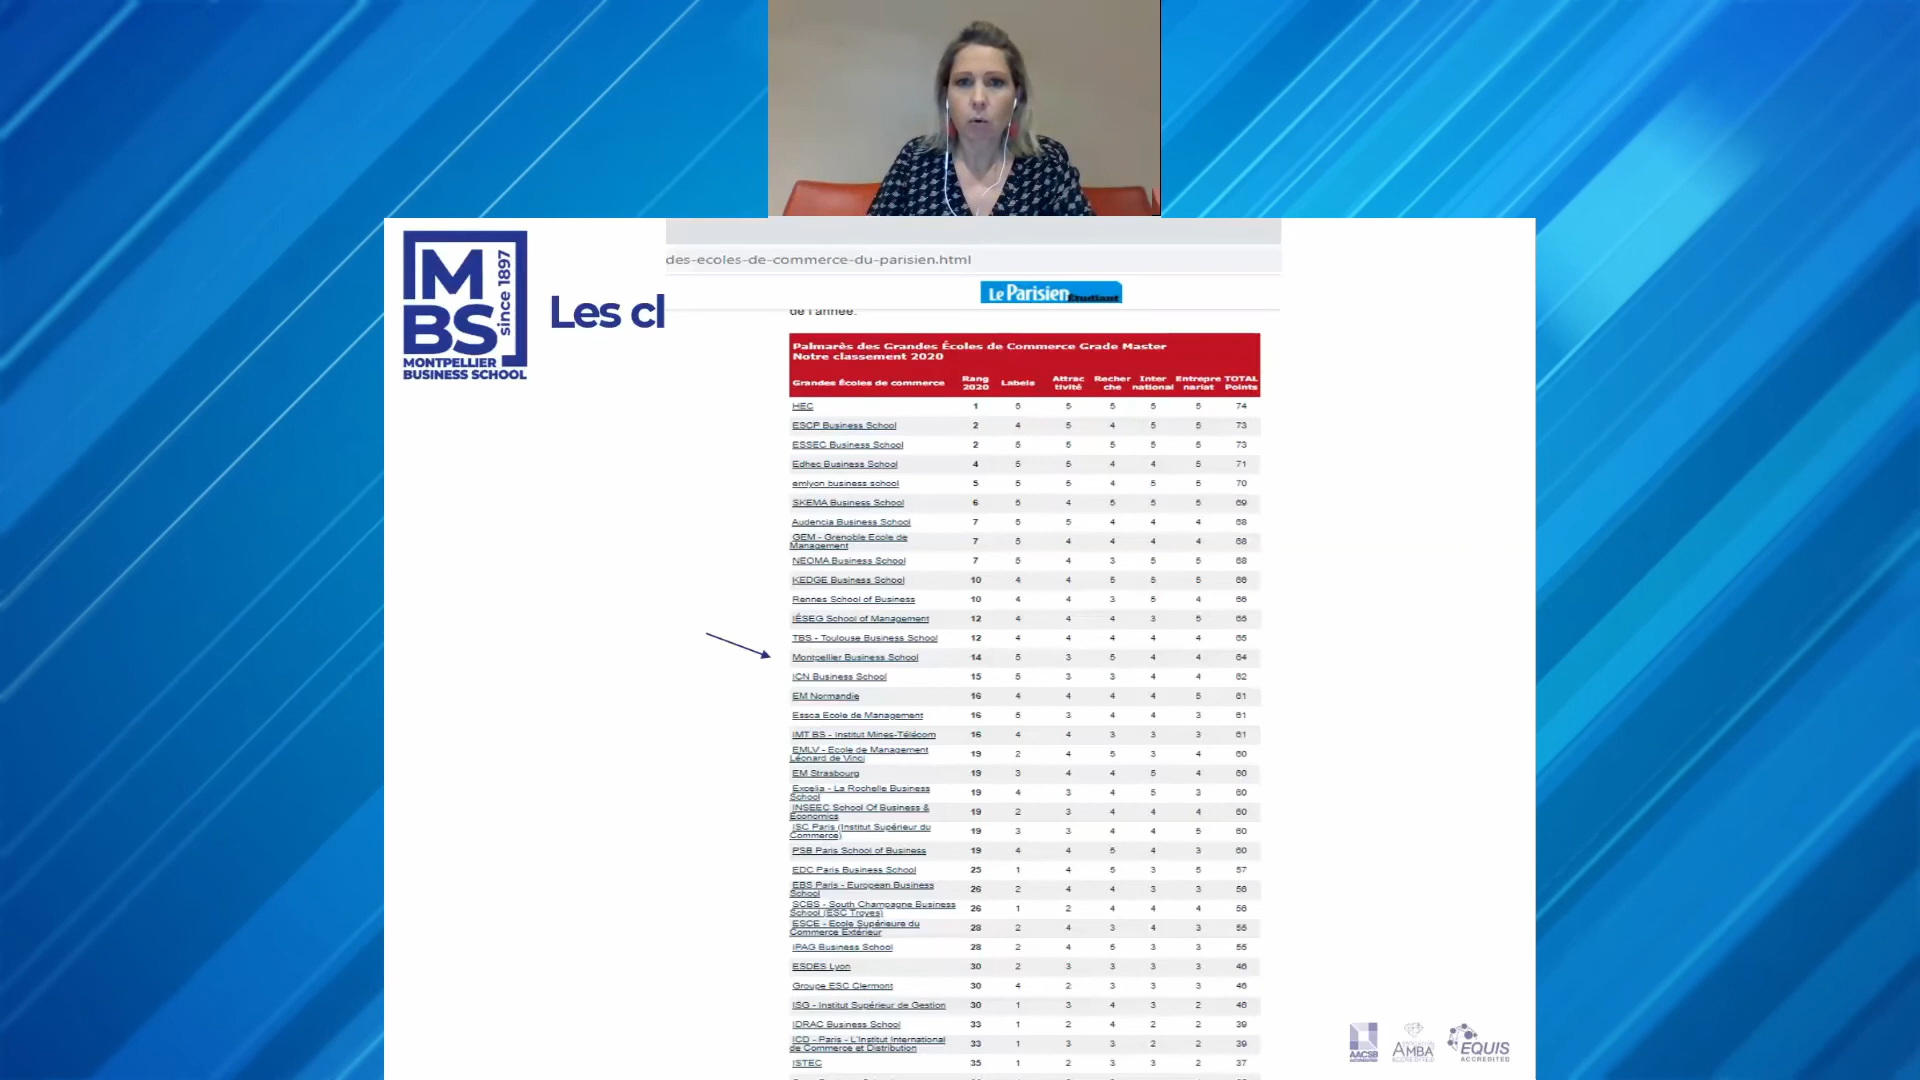 MBS since 1897
MONTPELLIER
BUSINESS SCHOOL
Les cl
des-ecoles-de-commerce-du-parisien.html
Le Parisien Etudiant
de l'année.
Palmarès des Grandes Écoles de Commerce Grade Master
Notre classement 2020
Grandes Écoles de commerce Rang 2020 Labels Attrac tivité Recher che Inter national Entrepre nariat TOTAL Points
HEC 1 5 5 5 5 5 74
ESCP Business School 2 4 5 4 5 5 73
ESSEC Business School 2 5 5 5 5 5 73
Edhec Business School 4 5 5 4 4 5 71
emlyon business school 5 5 5 4 5 5 70
SKEMA Business School 6 5 4 5 5 5 69
Audencia Business School 7 5 5 4 4 4 68
GEM - Grenoble Ecole de Management 7 5 4 4 4 4 68
NEOMA Business School 7 5 4 3 5 5 68
KEDGE Business School 10 4 4 5 5 5 66
Rennes School of Business 10 4 4 3 5 4 66
IÉSEG School of Management 12 4 4 4 3 5 65
TBS - Toulouse Business School 12 4 4 4 4 4 65
Montpellier Business School 14 5 3 5 4 4 64
ICN Business School 15 5 3 3 4 4 62
EM Normandie 16 4 4 4 4 5 61
Essca Ecole de Management 16 5 3 4 4 3 61
IMT BS - Institut Mines-Télécom 16 4 4 3 3 3 61
EMLV - Ecole de Management Léonard de Vinci 19 2 4 5 3 4 60
EM Strasbourg 19 3 4 4 5 4 60
Excelia - La Rochelle Business School 19 4 3 4 5 3 60
INSEEC School Of Business & Economics 19 2 3 4 4 4 60
ISC Paris (Institut Supérieur du Commerce) 19 3 3 4 4 5 60
PSB Paris School of Business 19 4 4 5 4 3 60
EDC Paris Business School 25 1 4 5 3 5 57
EBS Paris - European Business School 26 2 4 4 3 3 56
SCBS - South Champagne Business School (ESC Troyes) 26 1 2 4 4 4 56
ESCE - Ecole Supérieure du Commerce Extérieur 28 2 4 3 4 3 55
IPAG Business School 28 2 4 5 3 3 55
ESDES Lyon 30 2 3 3 3 3 46
Groupe ESC Clermont 30 4 2 3 3 3 46
ISG - Institut Supérieur de Gestion 30 1 3 4 3 2 46
IDRAC Business School 33 1 2 4 2 2 39
ICD - Paris - L'Institut International de Commerce et Distribution 33 1 3 3 2 2 39
ISTEC 35 1 2 3 3 2 37
AACSB ACCREDITED
AMBA ACCREDITED
EQUIS ACCREDITED